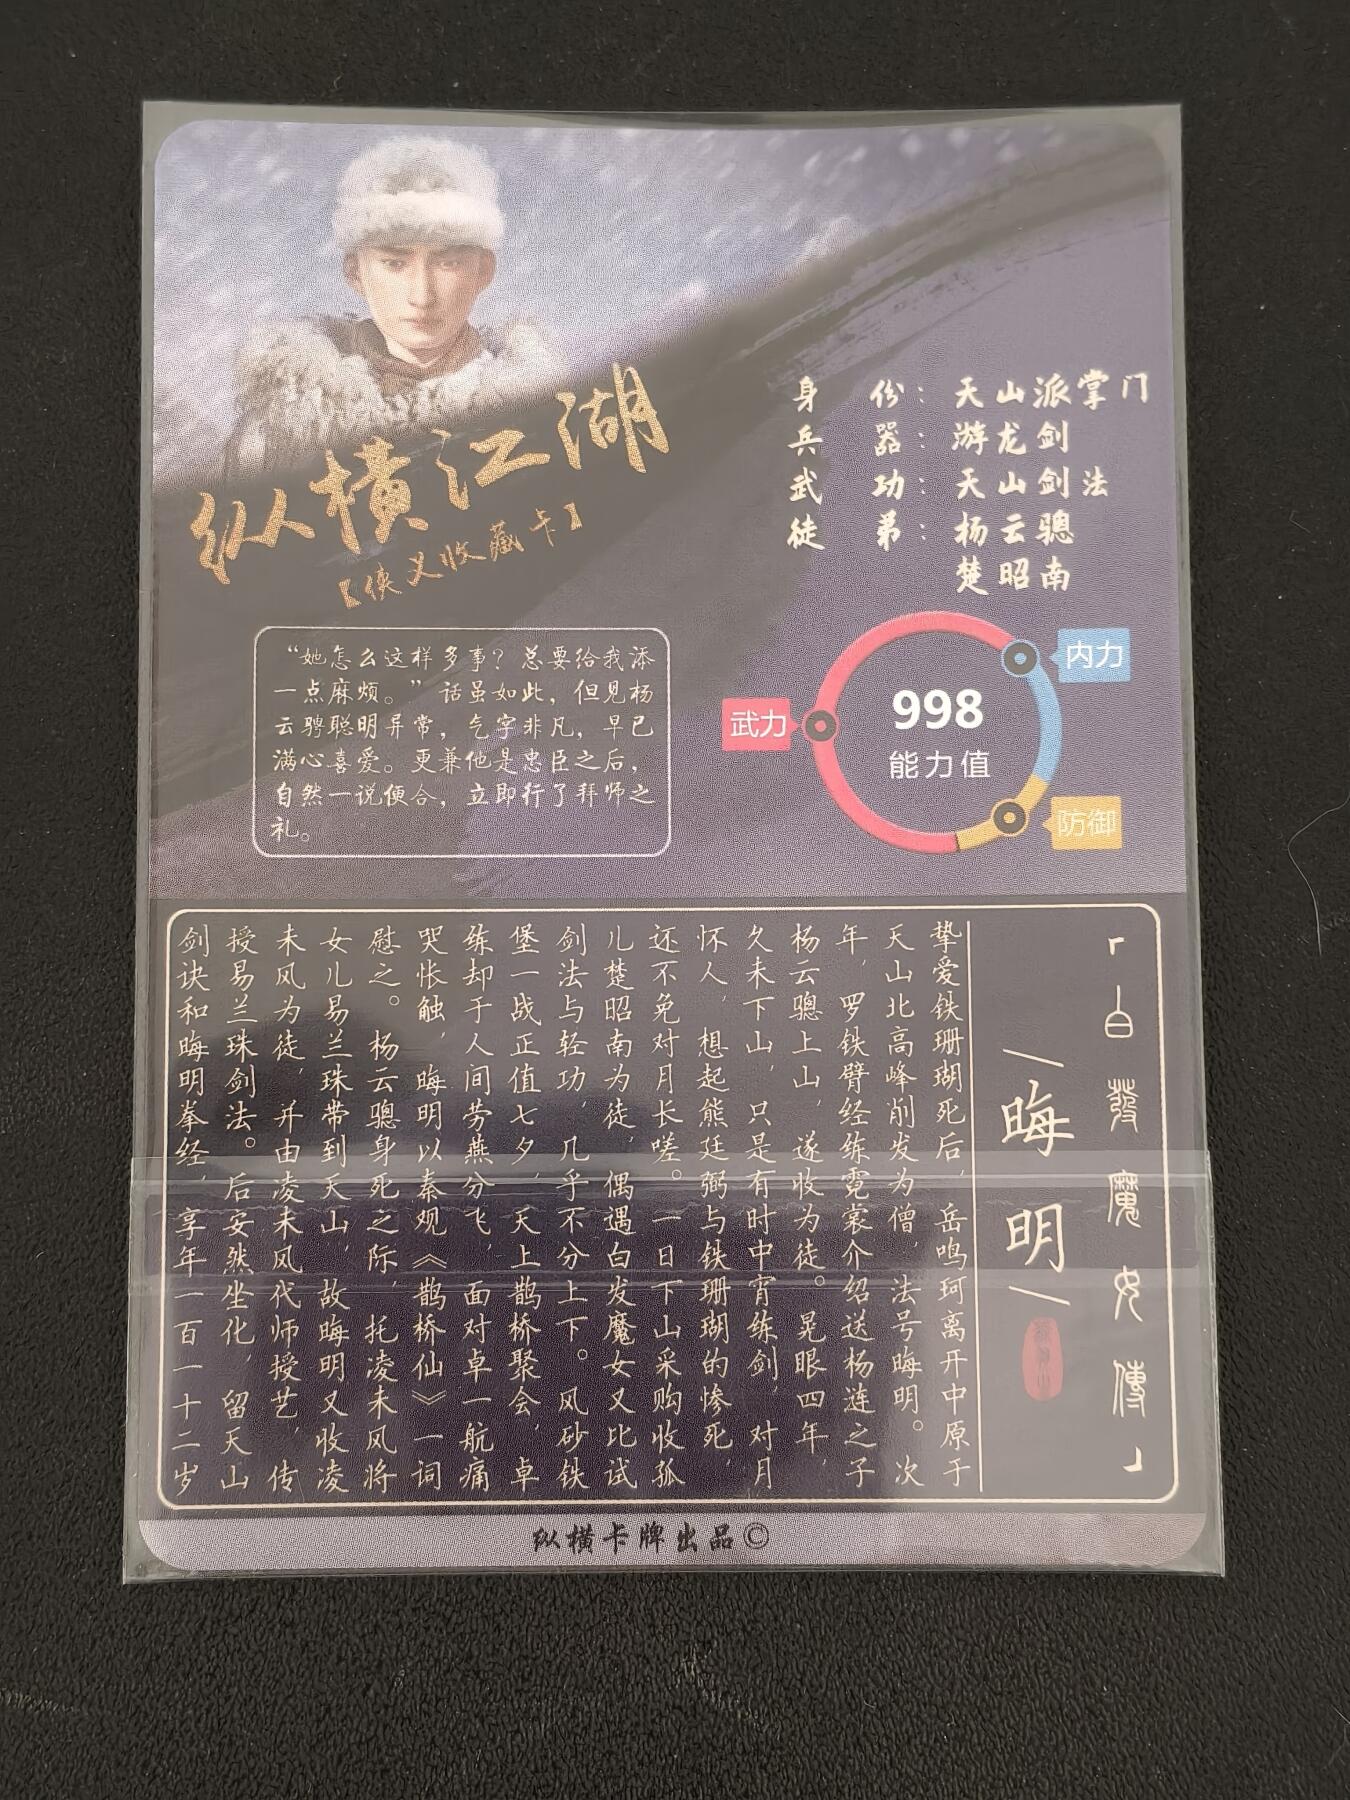 纵横江湖
【侠义收藏卡】
身份：天山派掌门
兵器：游龙剑
武功：天山剑法
徒弟：杨云骢
楚昭南
“她怎么这样多事？总要给我添
一点麻烦。”话虽如此，但见杨
云骋聪明异常，气宇非凡，早已
满心喜爱。更兼他是忠臣之后，
自然一说便合，立即行了拜师之
礼。
内力
武力
998
能力值
防御
「白发魔女傳」
晦明
挚爱铁珊瑚死后，岳鸣珂离开中原于
天山北高峰削发为僧，法号晦明。次
年，罗铁臂经练霓裳介绍送杨涟之子
杨云骢上山，遂收为徒。晃眼四年，
久未下山，只是有时中宵练剑，对月
怀人，想起熊廷弼与铁珊瑚的惨死，
还不免对月长嗟。一日下山采购收孤
儿楚昭南为徒，偶遇白发魔女又比试
剑法与轻功，几乎不分上下。风砂铁
堡一战正值七夕，天上鹊桥聚会，卓
练却于人间劳燕分飞，面对卓一航痛
哭怅触，晦明以秦观《鹊桥仙》一词
慰之。杨云骢身死之际，托凌未风将
女儿易兰珠带到天山，故晦明又收凌
未风为徒，并由凌未风代师授艺，传
授易兰珠剑法。后安然坐化，留天山
剑诀和晦明拳经，享年一百一十二岁
纵横卡牌出品©